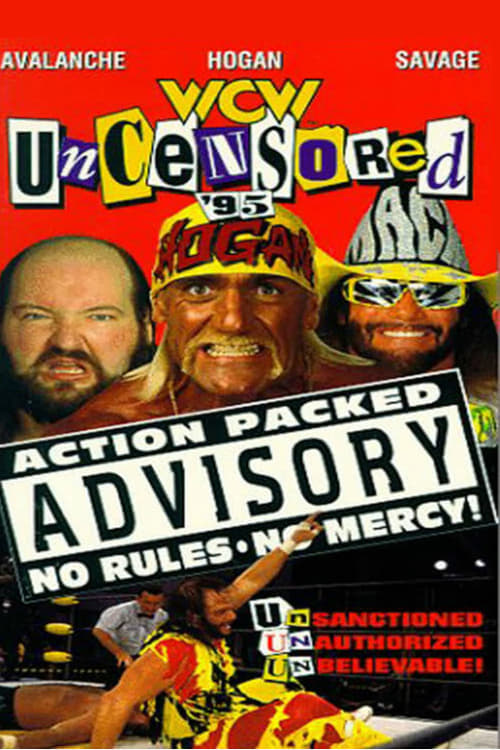 AVALANCHE HOGAN SAVAGE
WCW
UnCENSORed
'95
HOGAN
MAC
ACTION PACKED
ADVISORY
NO RULES • NO MERCY!
UnSANCTIONED
UNAUTHORIZED
UNBELIEVABLE!